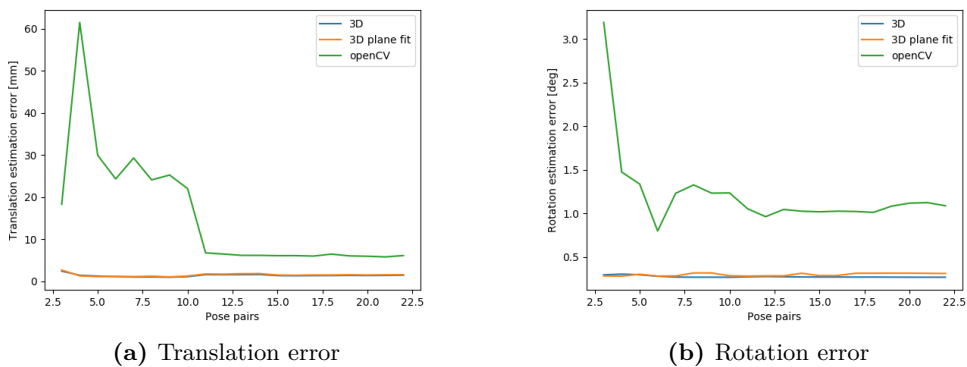 60
50
40
30
20
10
0
Translation estimation error [mm]
3D
3D plane fit
openCV
2.5 5.0 7.5 10.0 12.5 15.0 17.5 20.0 22.5
Pose pairs
(a) Translation error
3.0
2.5
2.0
1.5
1.0
0.5
Rotation estimation error [deg]
3D
3D plane fit
openCV
2.5 5.0 7.5 10.0 12.5 15.0 17.5 20.0 22.5
Pose pairs
(b) Rotation error